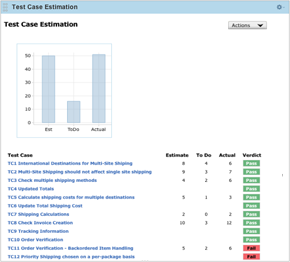 Test Case Estimation
Test Case Estimation
Actions
50
40
30
20
10
0
Est ToDo Actual
Test Case Estimate To Do Actual Verdict
TC1 International Destinations for Multi-Site Shiping 8 4 6 Pass
TC2 Multi-Site Shipping should not affect single site shipping 9 3 7 Pass
TC3 Check multiple shipping methods 4 2 6 Pass
TC4 Updated Totals Pass
TC5 Calculate shipping costs for multiple destinations 5 1 3 Pass
TC6 Update Total Shipping Cost Pass
TC7 Shipping Calculations 2 0 2 Pass
TC8 Check Invoice Creation 10 3 12 Pass
TC9 Tracking Information Pass
TC10 Order Verification Pass
TC11 Order Verification - Backordered Item Handling 5 2 6 Fail
TC12 Priority Shipping chosen on a per-package basis Fail